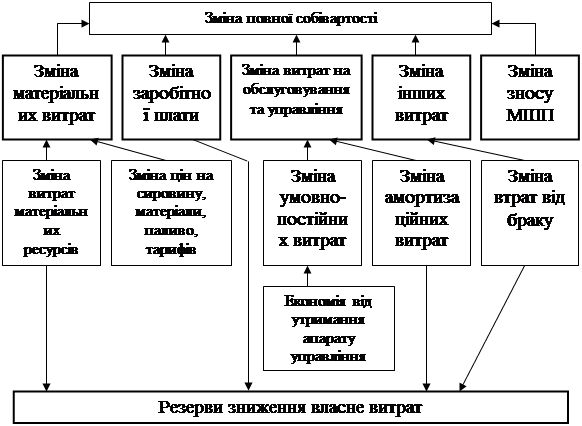 Зміна повної собівартості
Зміна
матеріальн
их витрат
Зміна
заробітно
ї плати
Зміна витрат на
обслуговування
та управління
Зміна
інших
витрат
Зміна
зносу
МШП
Зміна
витрат
матеріальн
их
ресурсів
Зміна цін на
сировину,
матеріали,
паливо,
тарифів
Зміна
умовно-
постійни
х витрат
Зміна
амортиза
ційних
витрат
Зміна
втрат від
браку
Економія від
утримання
апарату
управління
Резерви зниження власне витрат